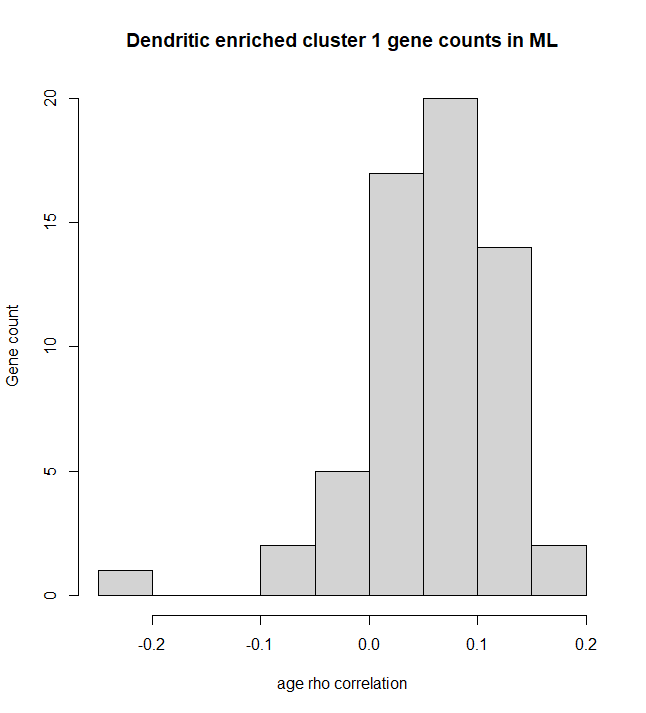 Dendritic enriched cluster 1 gene counts in ML
Gene count
20
15
10
5
0
-0.2 -0.1 0.0 0.1 0.2
age rho correlation